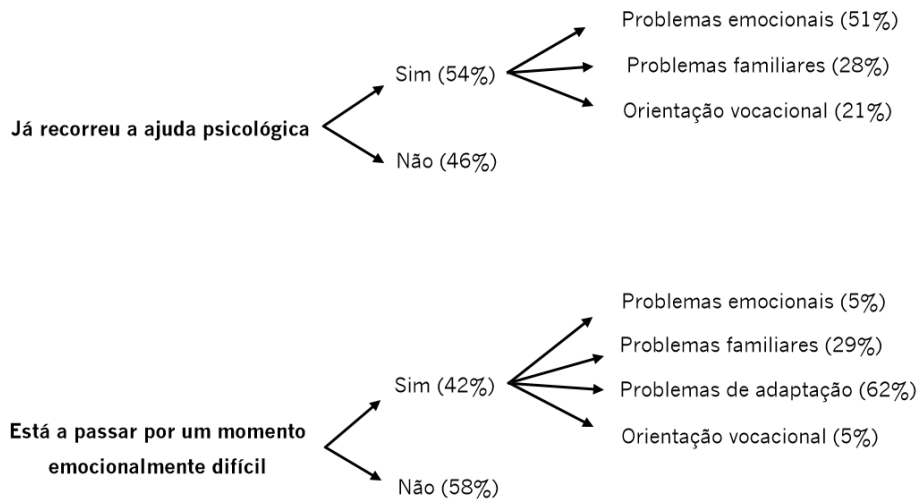 Problemas emocionais (51%)
Sim (54%)
Problemas familiares (28%)
Orientação vocacional (21%)
Já recorreu a ajuda psicológica
Não (46%)
Problemas emocionais (5%)
Problemas familiares (29%)
Sim (42%)
Problemas de adaptação (62%)
Orientação vocacional (5%)
Está a passar por um momento
emocionalmente difícil
Não (58%)